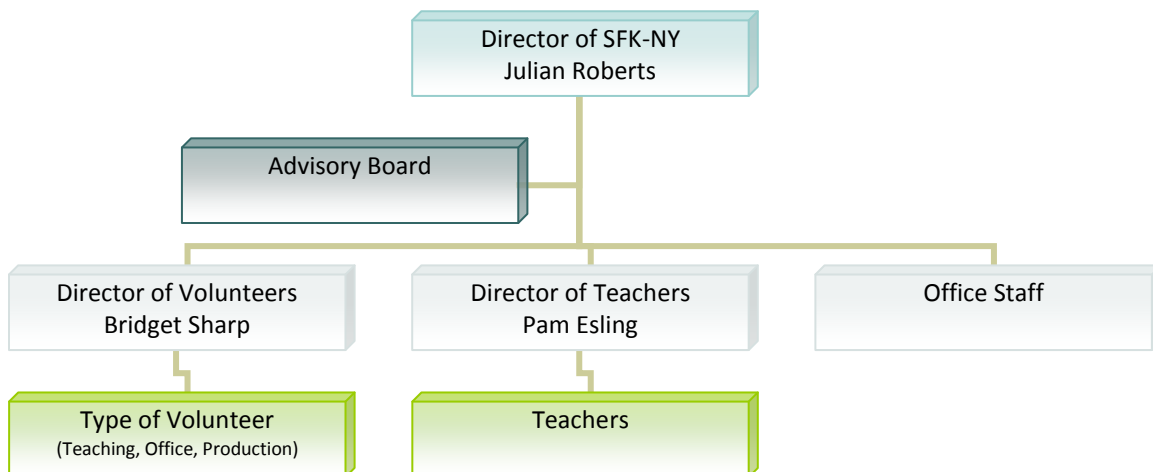 Director of SFK-NY
Julian Roberts
Advisory Board
Director of Volunteers
Bridget Sharp
Director of Teachers
Pam Esling
Office Staff
Type of Volunteer
(Teaching, Office, Production)
Teachers